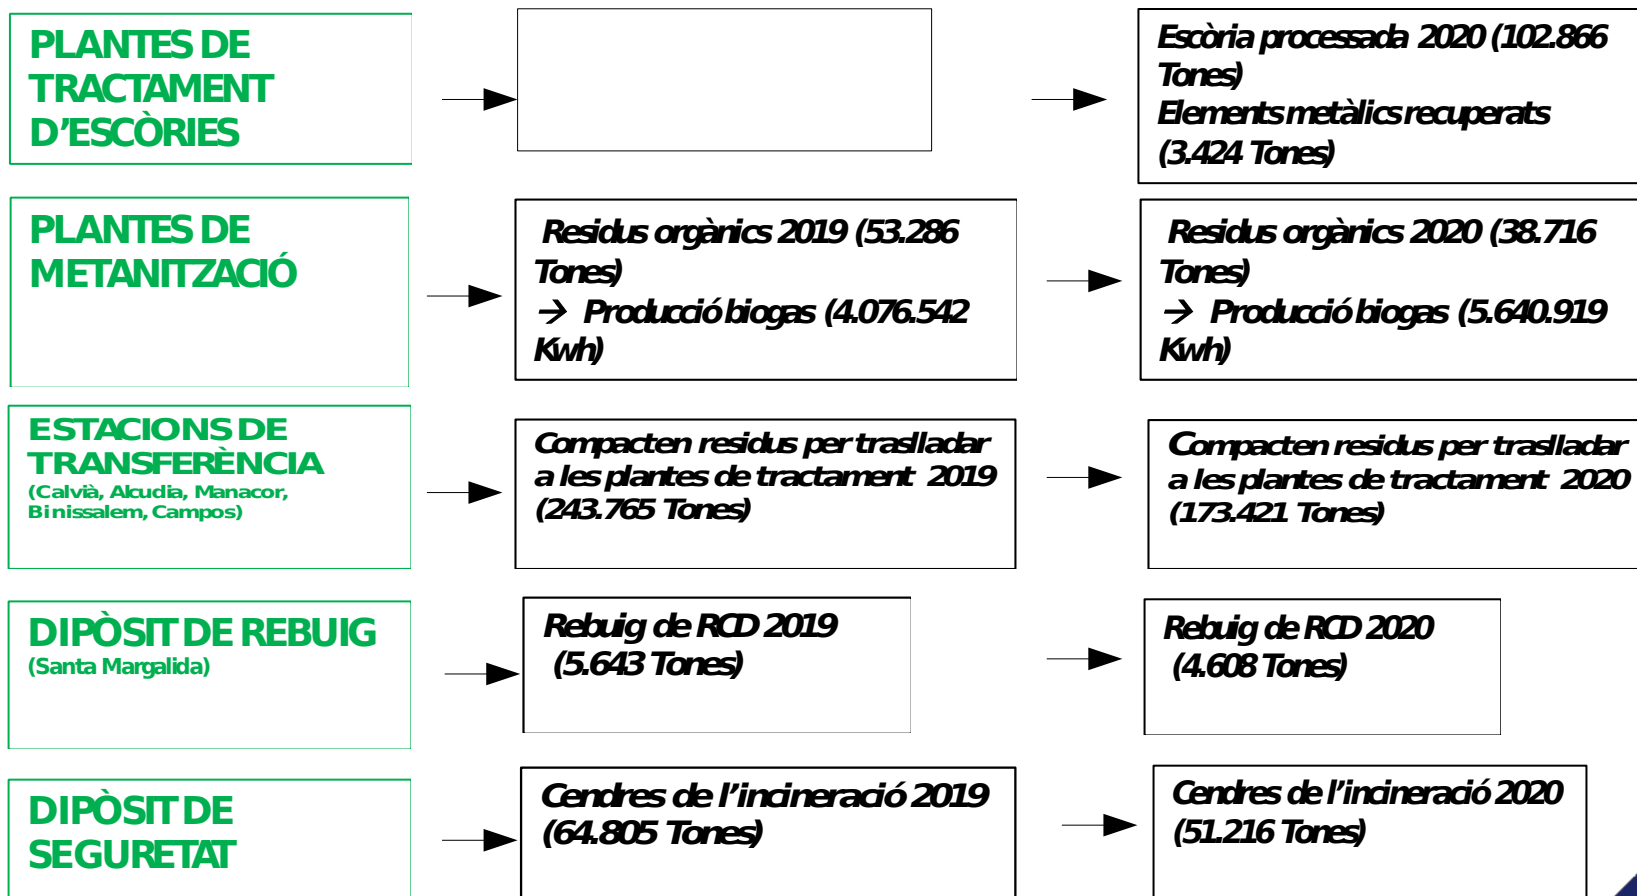 PLANTES DE
TRACTAMENT
D'ESCÒRIES
Escòria processada 2020 (102.866
Tones)
Elements metàlics recuperats
(3.424 Tones)
PLANTES DE
METANITZACIÓ
Residus orgànics 2019 (53.286
Tones)
→ Producció biogas (4.076.542
Kwh)
Residus orgànics 2020 (38.716
Tones)
→ Producció biogas (5.640.919
Kwh)
ESTACIONS DE
TRANSFERÈNCIA
(Calvià, Alcudia, Manacor,
Binissalem, Campos)
Compacten residus per traslladar
a les plantes de tractament 2019
(243.765 Tones)
Compacten residus per traslladar
a les plantes de tractament 2020
(173.421 Tones)
DIPÒSIT DE REBUIG
(Santa Margalida)
Rebuig de RCD 2019
(5.643 Tones)
Rebuig de RCD 2020
(4.608 Tones)
DIPÒSIT DE
SEGURETAT
Cendres de l'incineració 2019
(64.805 Tones)
Cendres de l'incineració 2020
(51.216 Tones)